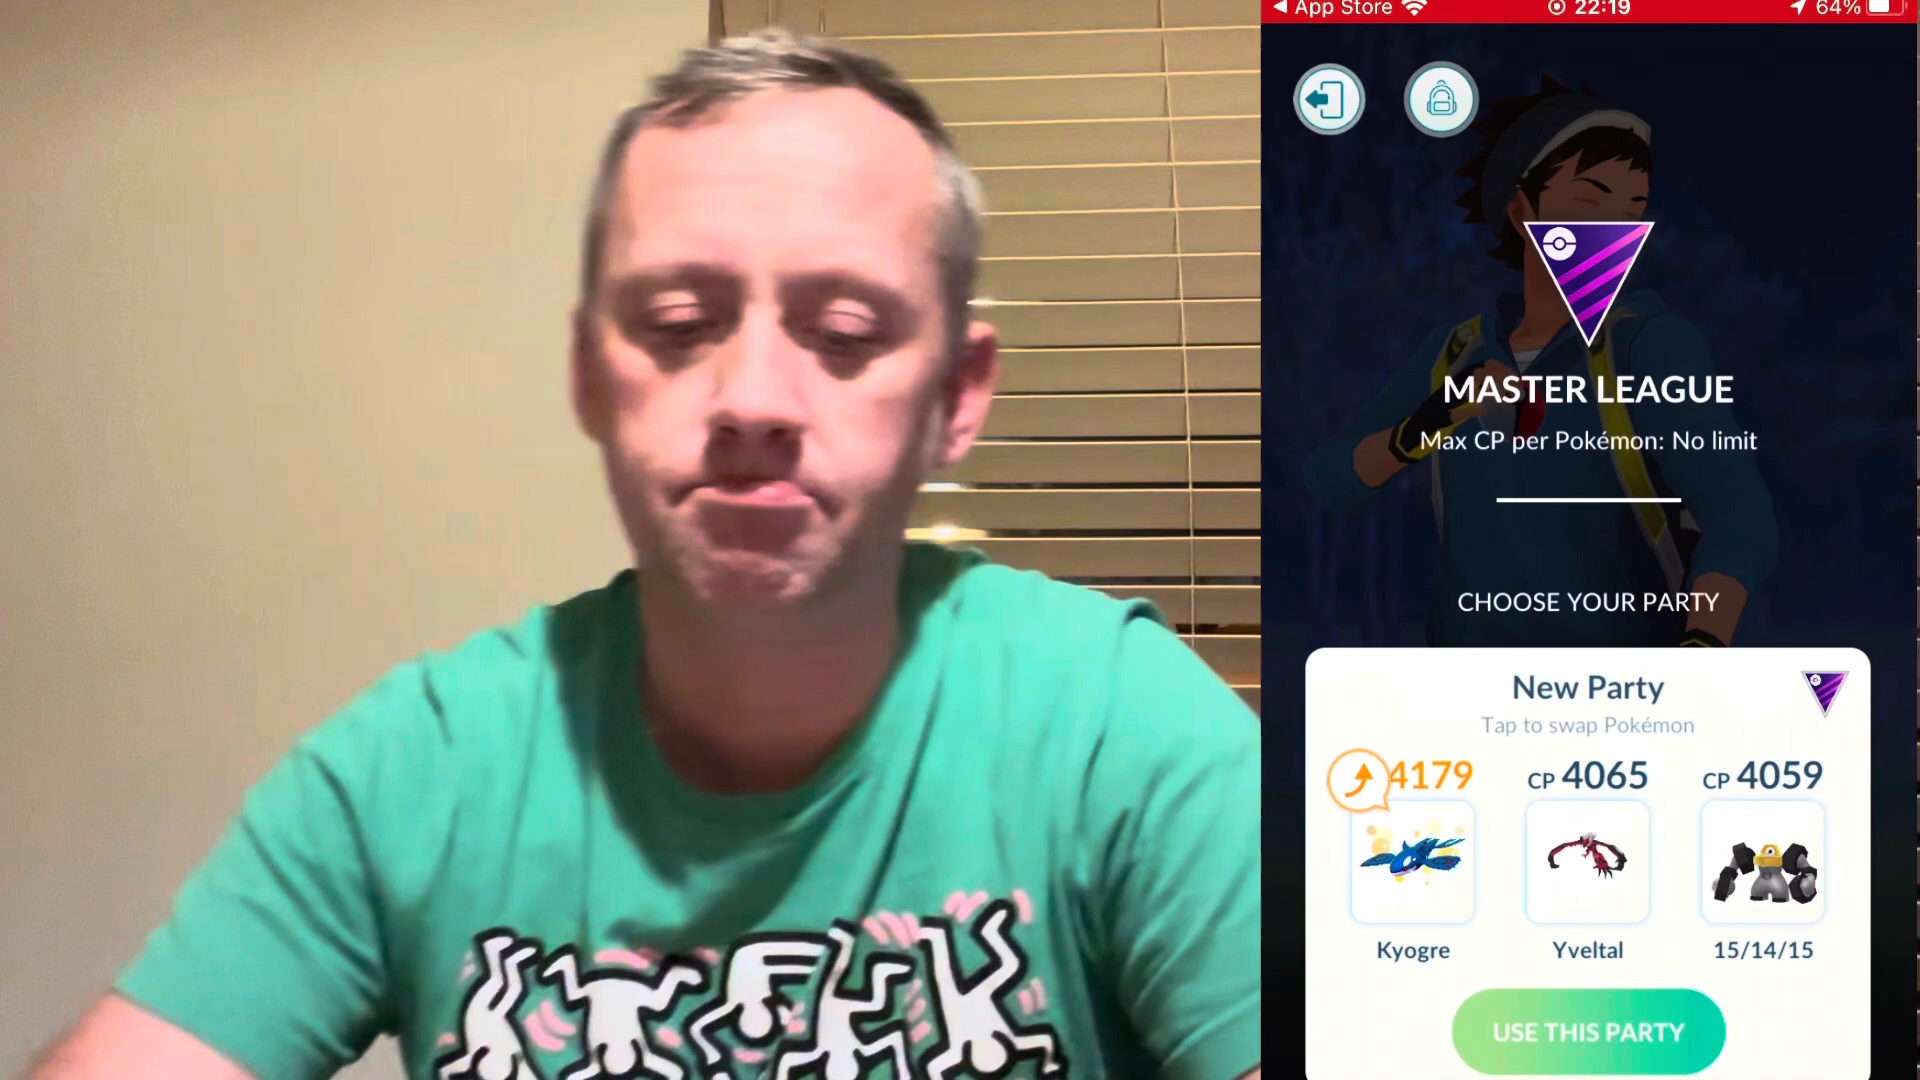 ◀ App Store 22:19 64%
MASTER LEAGUE
Max CP per Pokémon: No limit
CHOOSE YOUR PARTY
New Party
Tap to swap Pokémon
4179 CP 4065 CP 4059
Kyogre Yveltal 15/14/15
USE THIS PARTY